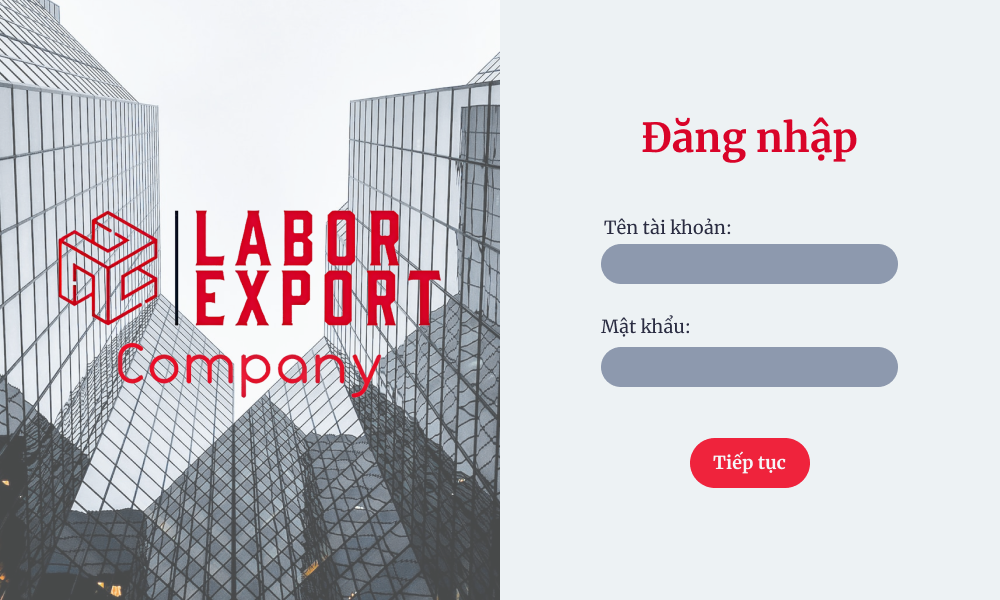 LABOR
EXPORT
Company
Đăng nhập
Tên tài khoản:
Mật khẩu:
Tiếp tục